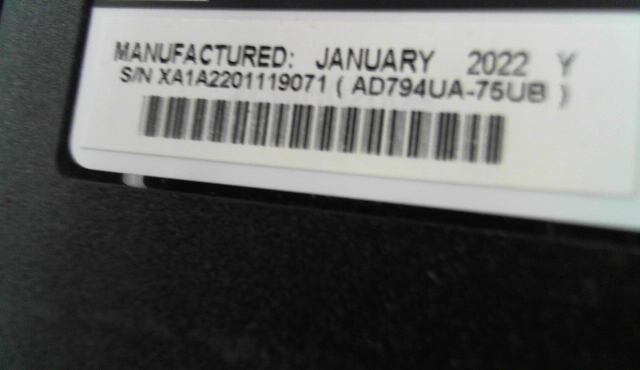 MANUFACTURED: JANUARY 2022 Y
S/N XA1A2201119071 ( AD794UA-75UB )